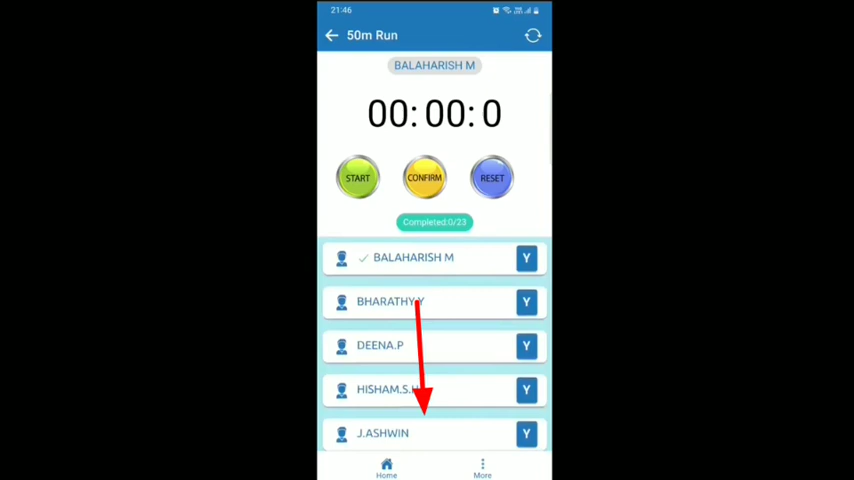 21:46
50m Run
BALAHARISH M
00: 00: 0
START CONFIRM RESET
Completed:0/23
BALAHARISH M Y
BHARATHY.Y Y
DEENA.P Y
HISHAM.S.H Y
J.ASHWIN Y
Home More